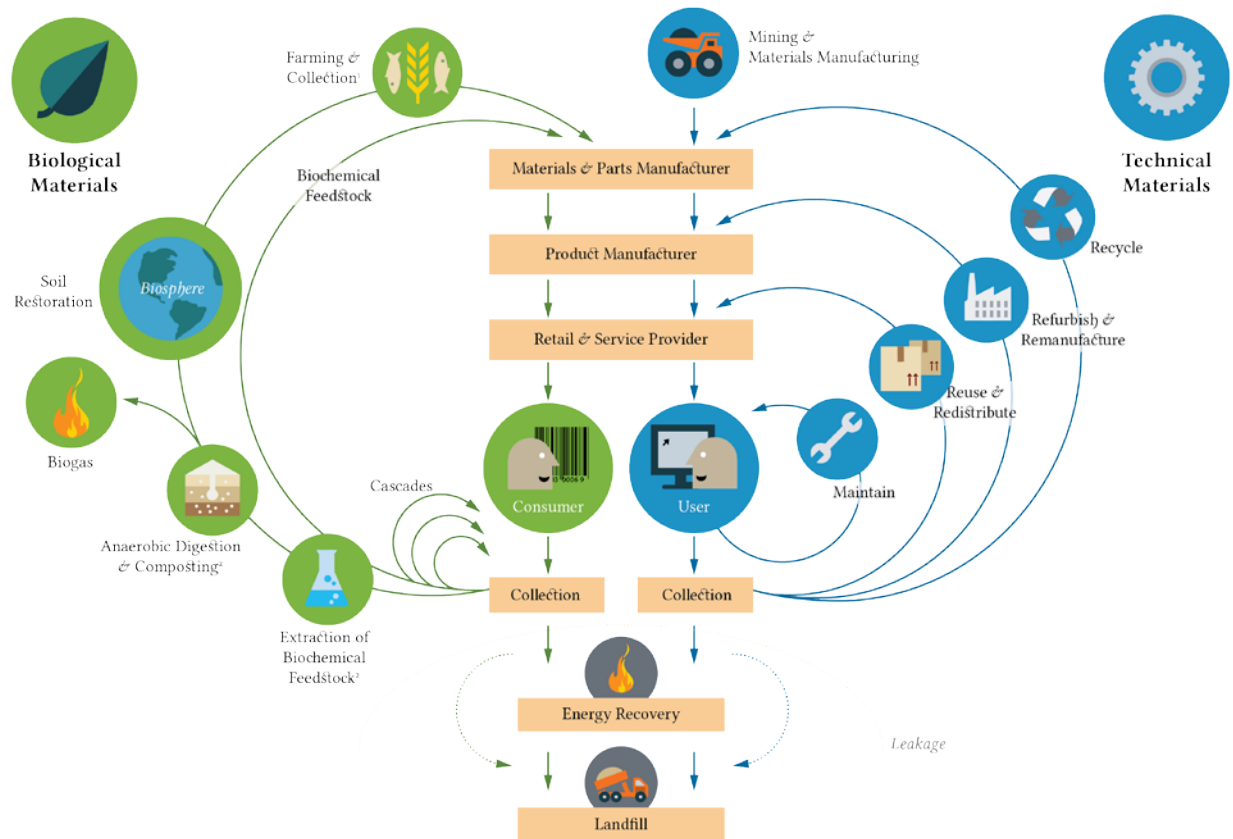 Farming &
Collection¹
Mining &
Materials Manufacturing
Biological
Materials
Technical
Materials
Materials & Parts Manufacturer
Biochemical
Feedstock
Recycle
Product Manufacturer
Soil
Restoration
Biosphere
Refurbish &
Remanufacture
Retail & Service Provider
Reuse &
Redistribute
Biogas
Cascades
Maintain
Consumer
User
Anaerobic Digestion
& Composting²
Collection
Collection
Extraction of
Biochemical
Feedstock²
Energy Recovery
Leakage
Landfill